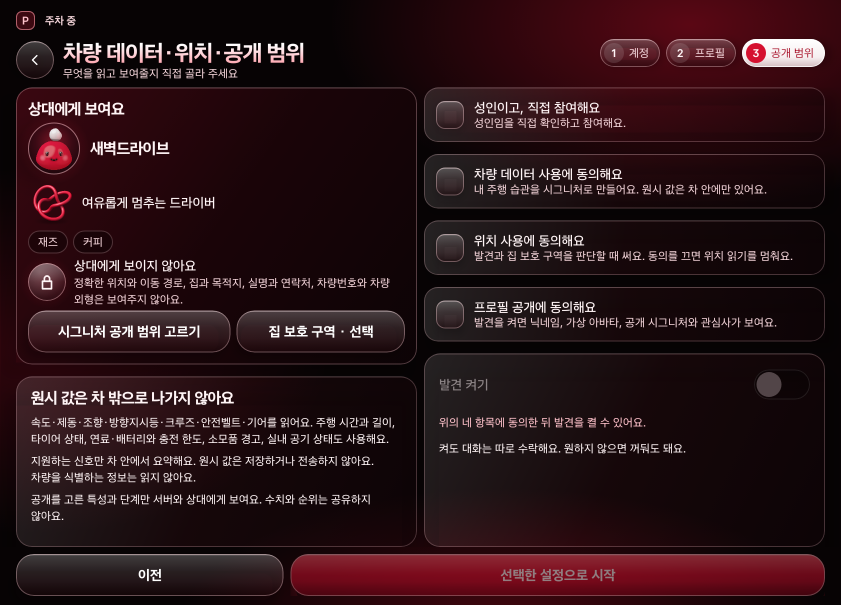 P 주차 중
차량 데이터·위치·공개 범위
무엇을 읽고 보여줄지 직접 골라 주세요
1 계정
2 프로필
3 공개 범위
상대에게 보여요
새벽드라이브
여유롭게 멈추는 드라이버
재즈
커피
상대에게 보이지 않아요
정확한 위치와 이동 경로, 집과 목적지, 실명과 연락처, 차량번호와 차량
외형은 보여주지 않아요.
시그니처 공개 범위 고르기
집 보호 구역 · 선택
원시 값은 차 밖으로 나가지 않아요
속도·제동·조향·방향지시등·크루즈·안전벨트·기어를 읽어요. 주행 시간과 길이,
타이어 상태, 연료·배터리와 충전 한도, 소모품 경고, 실내 공기 상태도 사용해요.
지원하는 신호만 차 안에서 요약해요. 원시 값은 저장하거나 전송하지 않아요.
차량을 식별하는 정보는 읽지 않아요.
공개를 고른 특성과 단계만 서버와 상대에게 보여요. 수치와 순위는 공유하지
않아요.
성인이고, 직접 참여해요
성인임을 직접 확인하고 참여해요.
차량 데이터 사용에 동의해요
내 주행 습관을 시그니처로 만들어요. 원시 값은 차 안에만 있어요.
위치 사용에 동의해요
발견과 집 보호 구역을 판단할 때 써요. 동의를 끄면 위치 읽기를 멈춰요.
프로필 공개에 동의해요
발견을 켜면 닉네임, 가상 아바타, 공개 시그니처와 관심사가 보여요.
발견 켜기
위의 네 항목에 동의한 뒤 발견을 켤 수 있어요.
켜도 대화는 따로 수락해요. 원하지 않으면 꺼둬도 돼요.
이전
선택한 설정으로 시작